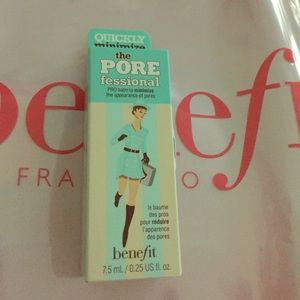 QUICKLY
minimize
the
PORE
fessional
PRO balm to minimize
the appearance of pores
le baume
des pros
pour réduire
l'apparence
des pores
benefit
7.5 mL / 0.25 US fl. oz.
benefit
FRA
O